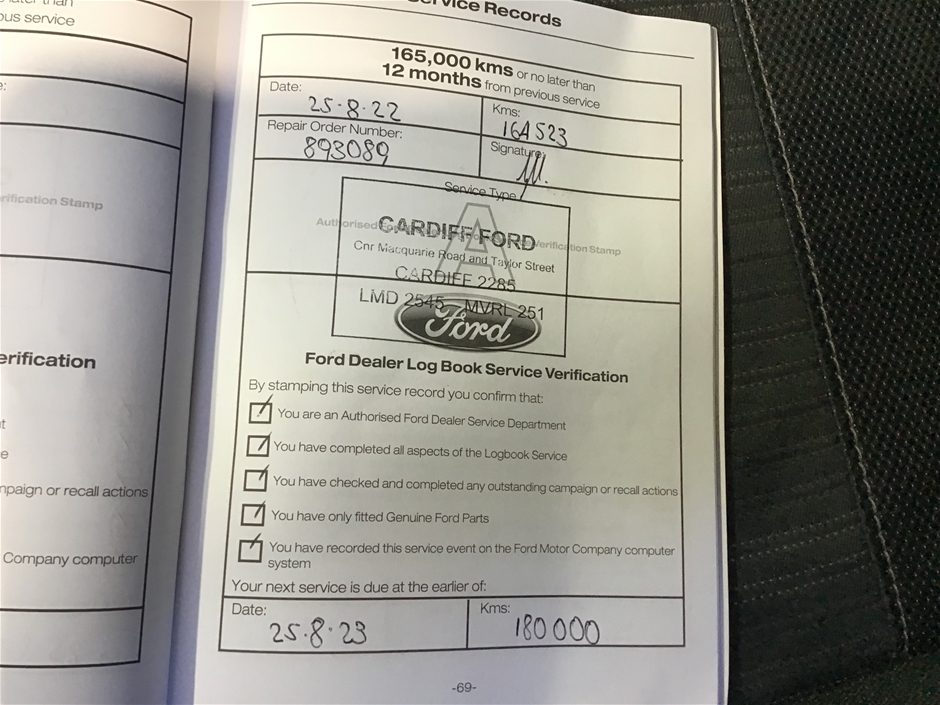 ous service
Service Records
165,000 kms or no later than
12 months from previous service
Date:
25.8.22
Kms:
164523
Repair Order Number:
893089
Signature:
Service Type
A
Authorised
Verification Stamp
CARDIFF FORD
Cnr Macquarie Road and Taylor Street
CARDIFF 2285
LMD 2545 MVRL 251
Ford
Ford Dealer Log Book Service Verification
By stamping this service record you confirm that:
You are an Authorised Ford Dealer Service Department
You have completed all aspects of the Logbook Service
You have checked and completed any outstanding campaign or recall actions
You have only fitted Genuine Ford Parts
You have recorded this service event on the Ford Motor Company computer
system
Your next service is due at the earlier of:
Date:
25.8.23
Kms:
180000
-69-
rification Stamp
erification
npaign or recall actions
Company computer